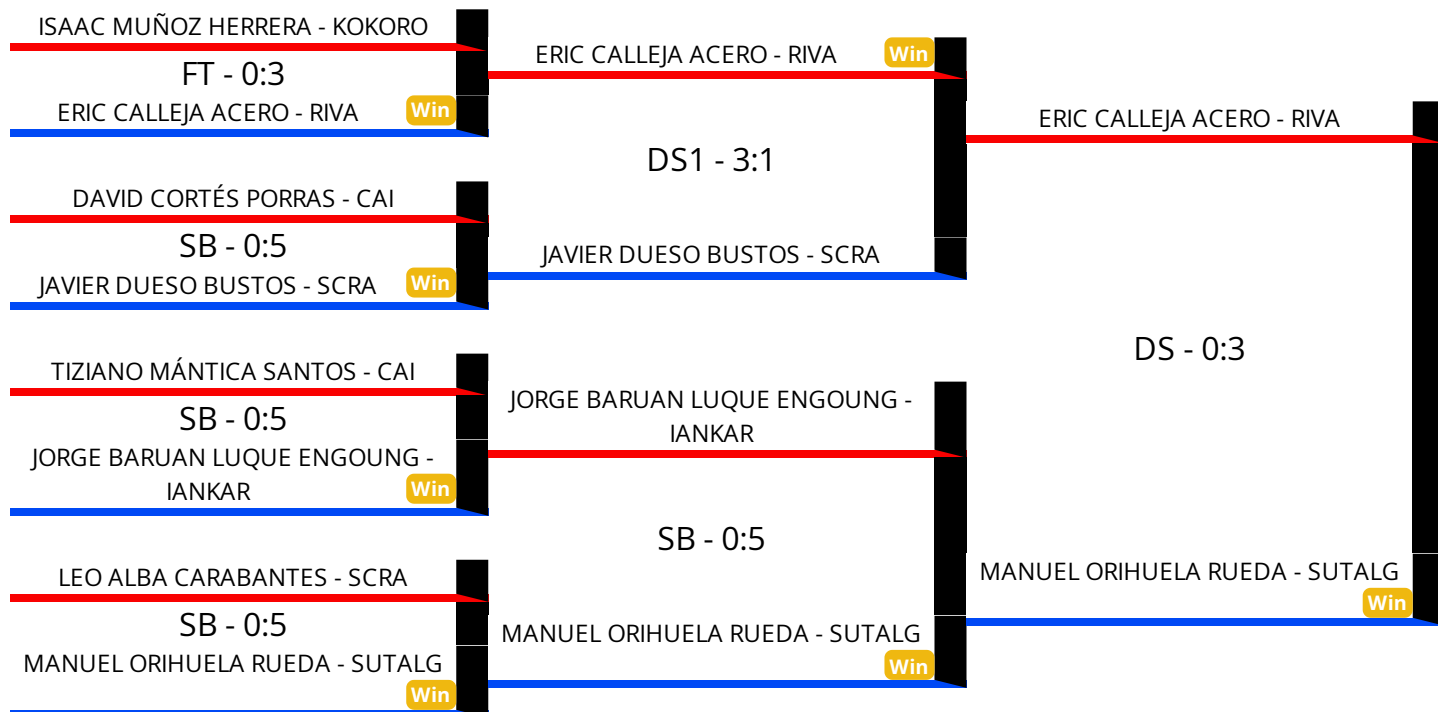 ISAAC MUÑOZ HERRERA - KOKORO
FT - 0:3
ERIC CALLEJA ACERO - RIVA
Win
DAVID CORTÉS PORRAS - CAI
SB - 0:5
JAVIER DUESO BUSTOS - SCRA
Win
TIZIANO MÁNTICA SANTOS - CAI
SB - 0:5
JORGE BARUAN LUQUE ENGOUNG -
IANKAR
Win
LEO ALBA CARABANTES - SCRA
SB - 0:5
MANUEL ORIHUELA RUEDA - SUTALG
Win
ERIC CALLEJA ACERO - RIVA
Win
DS1 - 3:1
JAVIER DUESO BUSTOS - SCRA
JORGE BARUAN LUQUE ENGOUNG -
IANKAR
SB - 0:5
MANUEL ORIHUELA RUEDA - SUTALG
Win
ERIC CALLEJA ACERO - RIVA
DS - 0:3
MANUEL ORIHUELA RUEDA - SUTALG
Win